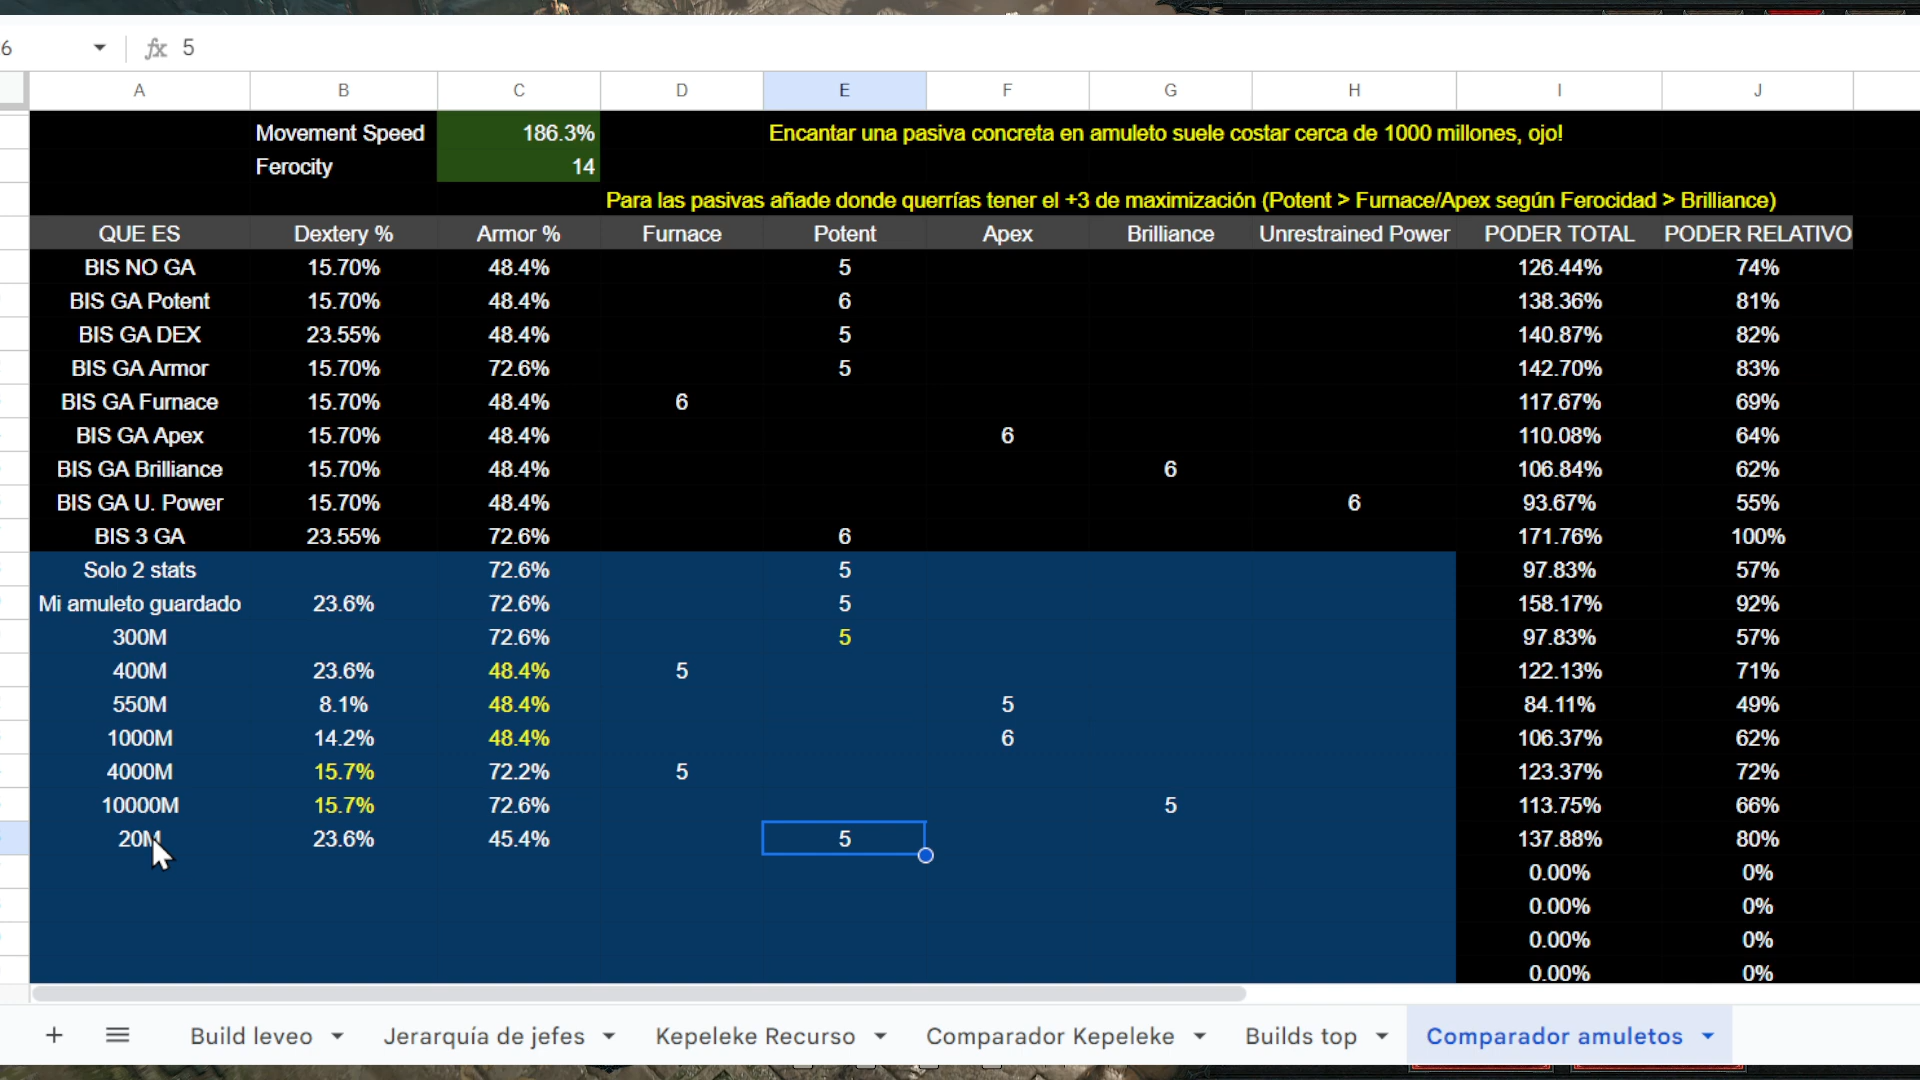 6 fx 5
A B C D E F G H I J
Movement Speed 186.3% Encantar una pasiva concreta en amuleto suele costar cerca de 1000 millones, ojo!
Ferocity 14
Para las pasivas añade donde querrías tener el +3 de maximización (Potent > Furnace/Apex según Ferocidad > Brilliance)
QUE ES Dextery % Armor % Furnace Potent Apex Brilliance Unrestrained Power PODER TOTAL PODER RELATIVO
BIS NO GA 15.70% 48.4% 5 126.44% 74%
BIS GA Potent 15.70% 48.4% 6 138.36% 81%
BIS GA DEX 23.55% 48.4% 5 140.87% 82%
BIS GA Armor 15.70% 72.6% 5 142.70% 83%
BIS GA Furnace 15.70% 48.4% 6 117.67% 69%
BIS GA Apex 15.70% 48.4% 6 110.08% 64%
BIS GA Brilliance 15.70% 48.4% 6 106.84% 62%
BIS GA U. Power 15.70% 48.4% 6 93.67% 55%
BIS 3 GA 23.55% 72.6% 6 171.76% 100%
Solo 2 stats 72.6% 5 97.83% 57%
Mi amuleto guardado 23.6% 72.6% 5 158.17% 92%
300M 72.6% 5 97.83% 57%
400M 23.6% 48.4% 5 122.13% 71%
550M 8.1% 48.4% 5 84.11% 49%
1000M 14.2% 48.4% 6 106.37% 62%
4000M 15.7% 72.2% 5 123.37% 72%
10000M 15.7% 72.6% 5 113.75% 66%
20M 23.6% 45.4% 5 137.88% 80%
0.00% 0%
0.00% 0%
0.00% 0%
0.00% 0%
Build leveo Jerarquía de jefes Kepeleke Recurso Comparador Kepeleke Builds top Comparador amuletos